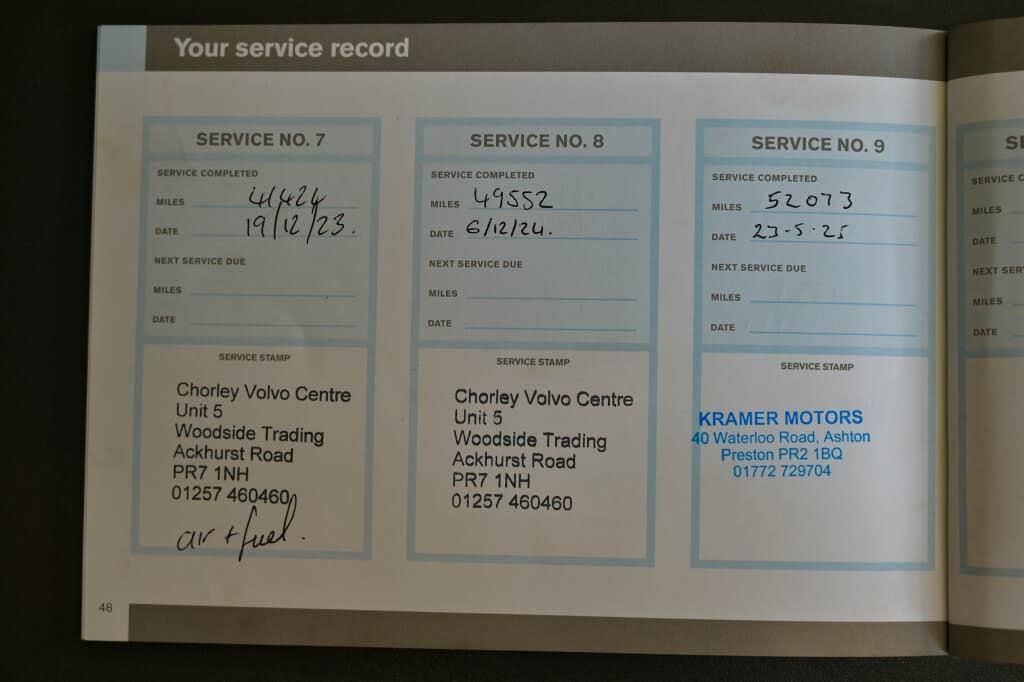 Your service record
SERVICE NO. 7
SERVICE COMPLETED
MILES 41424
DATE 19/12/23.
NEXT SERVICE DUE
MILES
DATE
SERVICE STAMP
Chorley Volvo Centre
Unit 5
Woodside Trading
Ackhurst Road
PR7 1NH
01257 460460
air + fuel.
SERVICE NO. 8
SERVICE COMPLETED
MILES 49552
DATE 6/12/24.
NEXT SERVICE DUE
MILES
DATE
SERVICE STAMP
Chorley Volvo Centre
Unit 5
Woodside Trading
Ackhurst Road
PR7 1NH
01257 460460
SERVICE NO. 9
SERVICE COMPLETED
MILES 52073
DATE 23-5-25
NEXT SERVICE DUE
MILES
DATE
SERVICE STAMP
KRAMER MOTORS
40 Waterloo Road, Ashton
Preston PR2 1BQ
01772 729704
SE
SERVICE C
MILES
DATE
NEXT SER
MILES
DATE
48